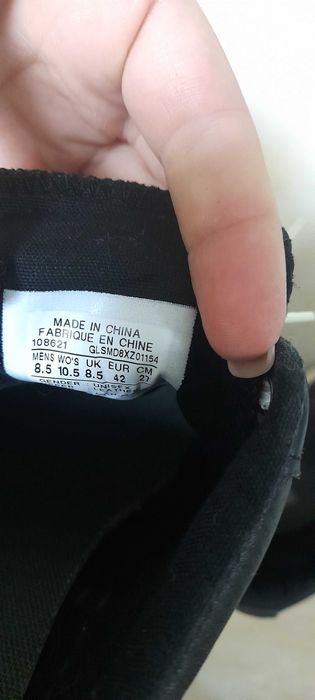 MADE IN CHINA
FABRIQUE EN CHINE
108621 GLSMD8XZ01154
MENS WO'S UK EUR CM
8.5 10.5 8.5 42 27
GENDER